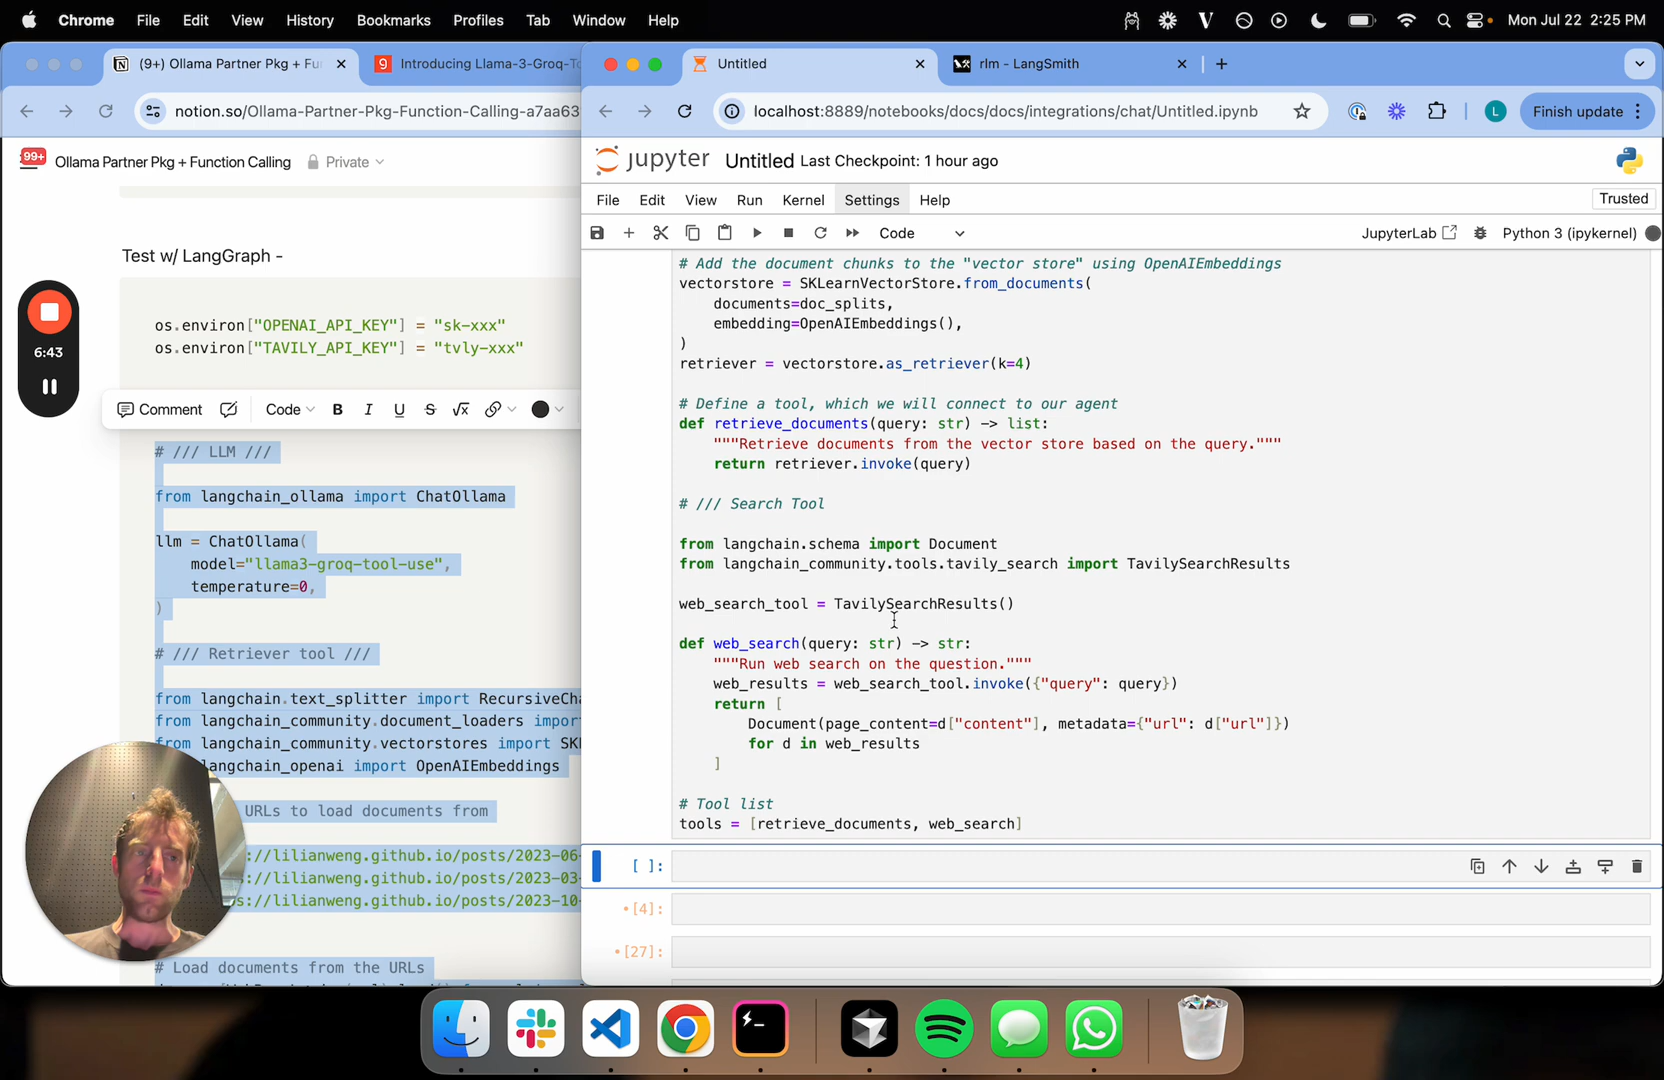 Chrome File Edit View History Bookmarks Profiles Tab Window Help
Mon Jul 22 2:25 PM
(9+) Ollama Partner Pkg + Fu
Introducing Llama-3-Groq-To
notion.so/Ollama-Partner-Pkg-Function-Calling-a7aa63
99+
Ollama Partner Pkg + Function Calling
Private
Test w/ LangGraph -
os.environ["OPENAI_API_KEY"] = "sk-xxx"
os.environ["TAVILY_API_KEY"] = "tvly-xxx"
6:43
Comment
Code
B I U S √x
# /// LLM ///
from langchain_ollama import ChatOllama
llm = ChatOllama(
model="llama3-groq-tool-use",
temperature=0,
)
# /// Retriever tool ///
from langchain.text_splitter import RecursiveCha
from langchain_community.document_loaders import
from langchain_community.vectorstores import SKL
langchain_openai import OpenAIEmbeddings
URLs to load documents from
://lilianweng.github.io/posts/2023-06-
://lilianweng.github.io/posts/2023-03-
s://lilianweng.github.io/posts/2023-10-
# Load documents from the URLs
Untitled
rlm - LangSmith
localhost:8889/notebooks/docs/docs/integrations/chat/Untitled.ipynb
L
Finish update
jupyter Untitled Last Checkpoint: 1 hour ago
File Edit View Run Kernel Settings Help
Trusted
Code
JupyterLab
Python 3 (ipykernel)
# Add the document chunks to the "vector store" using OpenAIEmbeddings
vectorstore = SKLearnVectorStore.from_documents(
documents=doc_splits,
embedding=OpenAIEmbeddings(),
)
retriever = vectorstore.as_retriever(k=4)
# Define a tool, which we will connect to our agent
def retrieve_documents(query: str) -> list:
"""Retrieve documents from the vector store based on the query."""
return retriever.invoke(query)
# /// Search Tool
from langchain.schema import Document
from langchain_community.tools.tavily_search import TavilySearchResults
web_search_tool = TavilySearchResults()
def web_search(query: str) -> str:
"""Run web search on the question."""
web_results = web_search_tool.invoke({"query": query})
return [
Document(page_content=d["content"], metadata={"url": d["url"]})
for d in web_results
]
# Tool list
tools = [retrieve_documents, web_search]
[ ]:
[4]:
[27]: